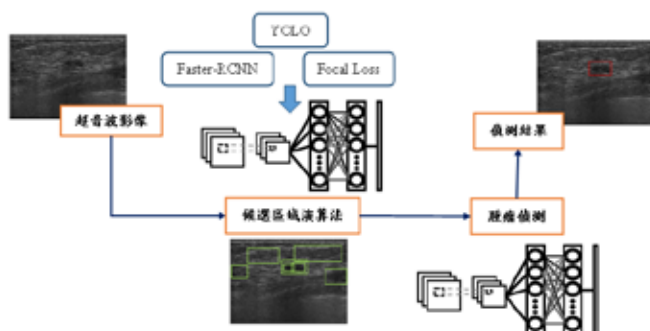 YOLO
Faster-RCNN
Focal Loss
超音波影像
偵測結果
候選區域演算法
腫瘤偵測